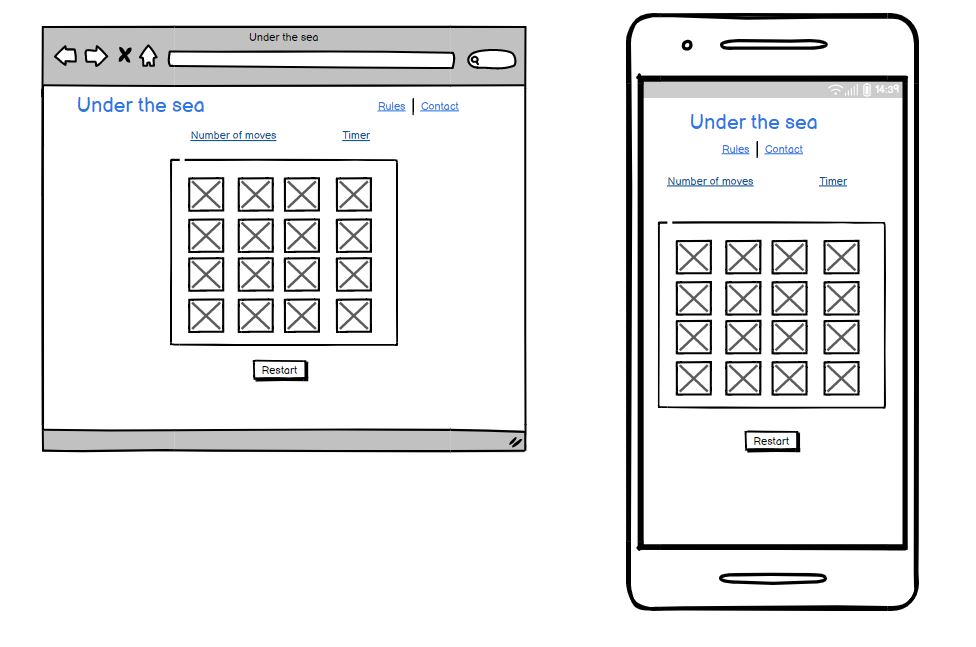 Under the sea
Under the sea
Rules | Contact
Number of moves Timer
Restart
14:39
Under the sea
Rules | Contact
Number of moves Timer
Restart